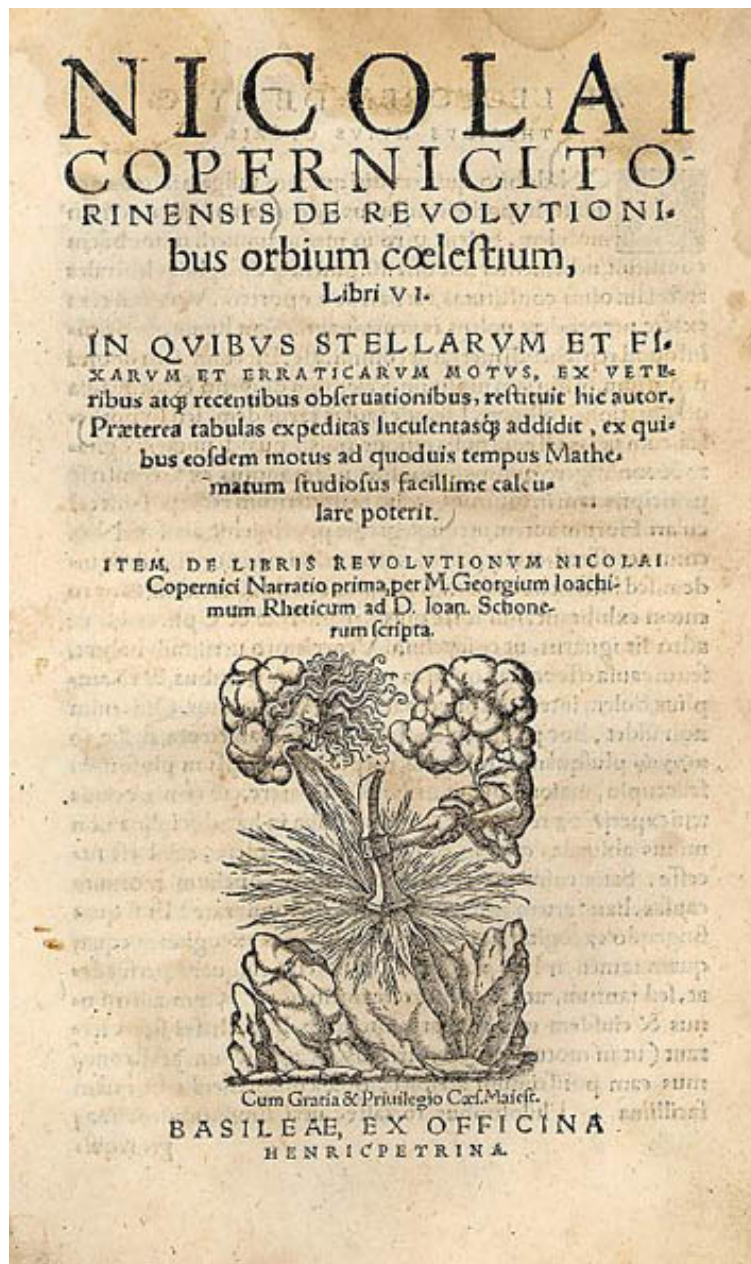 NICOLAI
COPERNICI TO-
RINENSIS DE REVOLVTIONI-
bus orbium cœlestium,
Libri VI.
IN QVIBVS STELLARVM ET FI-
XARVM ET ERRATICARVM MOTVS, EX VETE-
ribus atq; recentibus obseruationibus, restituit hic autor.
Præterea tabulas expeditas luculentasq; addidit, ex qui-
bus eosdem motus ad quoduis tempus Mathe-
matum studiosus facillime calcu-
lare poterit.
ITEM, DE LIBRIS REVOLVTIONVM NICOLAI
Copernici Narratio prima, per M. Georgium Ioachi-
mum Rheticum ad D. Ioan. Schone-
rum scripta.
Cum Gratia & Priuilegio Cæs. Maiest.
BASILEAE, EX OFFICINA
HENRICPETRINA.